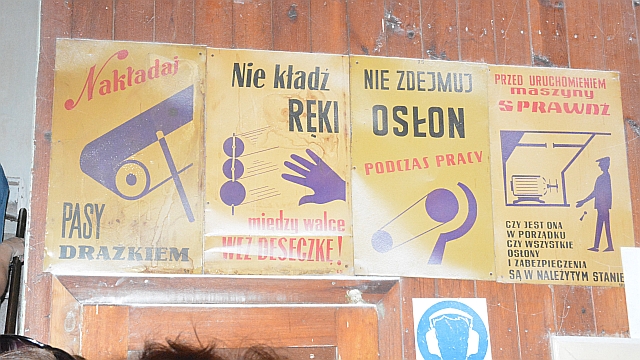 Nakładaj
PASY
DRĄŻKIEM
Nie kładź
RĘKI
między walce
WEŹ DESECZKĘ!
NIE ZDEJMUJ
OSŁON
PODCZAS PRACY
PRZED URUCHOMIENIEM
maszyny
SPRAWDŹ
CZY JEST ONA
W PORZĄDKU
CZY WSZYSTKIE
OSŁONY
I ZABEZPIECZENIA
SĄ W NALEŻYTYM STANIE